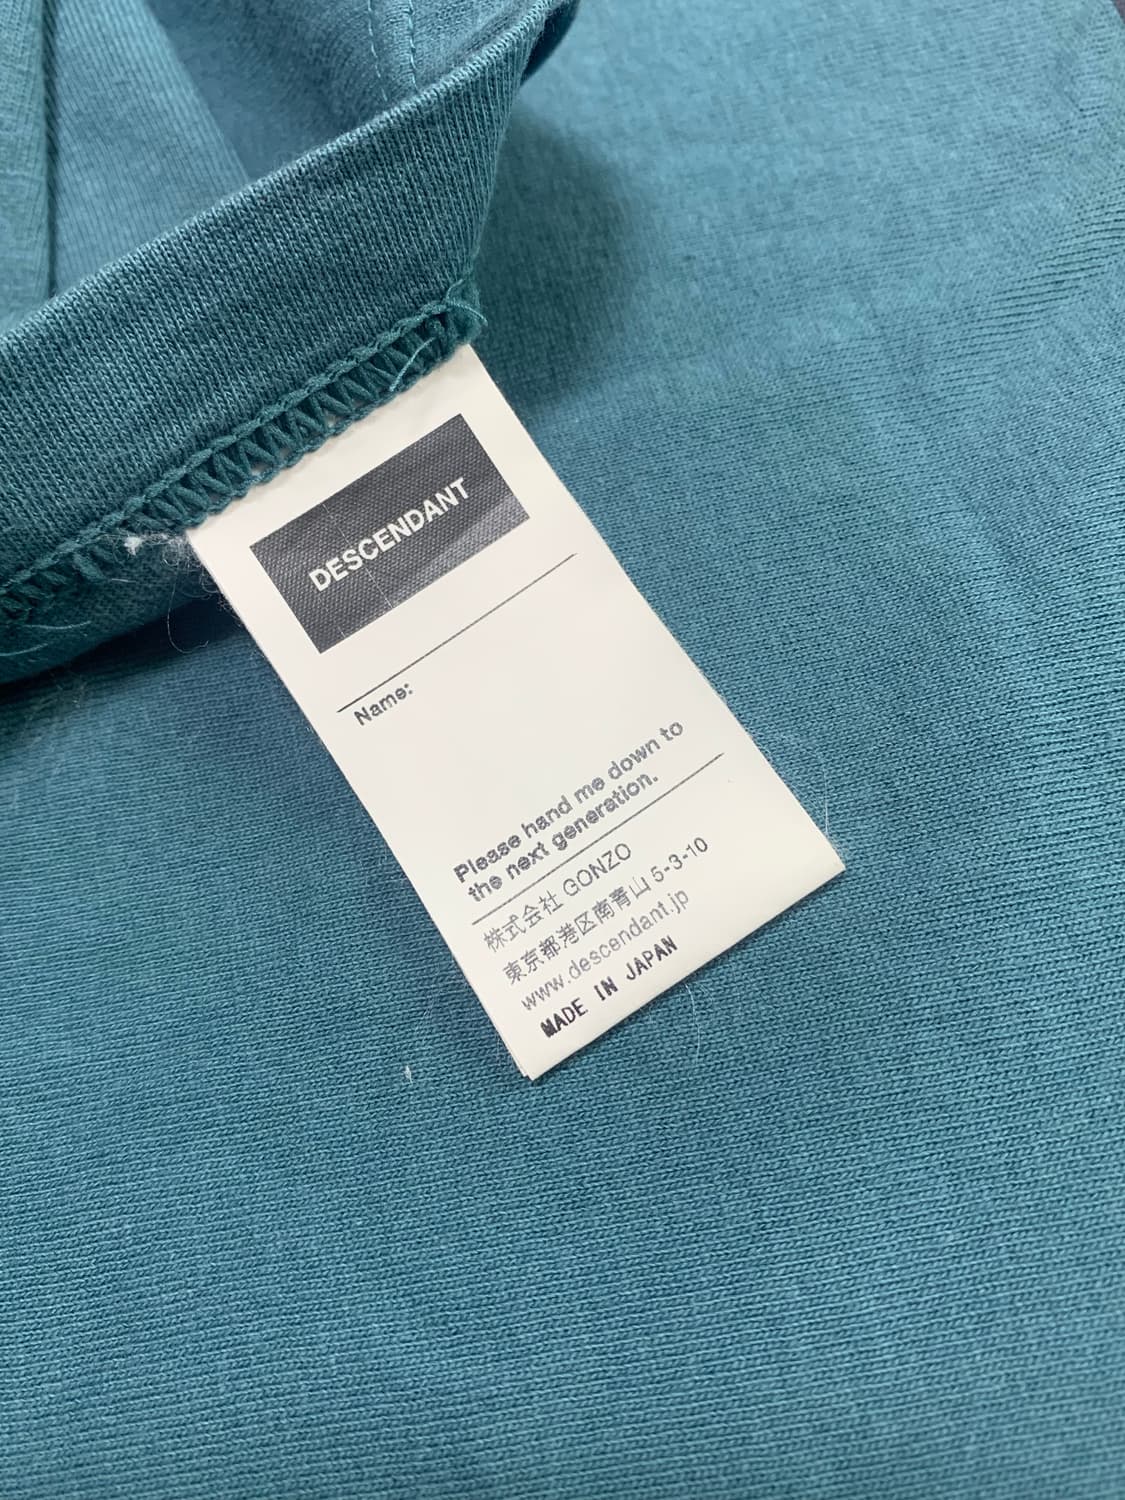 DESCENDANT
Name:
Please hand me down to
the next generation.
株式会社 GONZO
東京都港区南青山 5-3-10
www.descendant.jp
MADE IN JAPAN